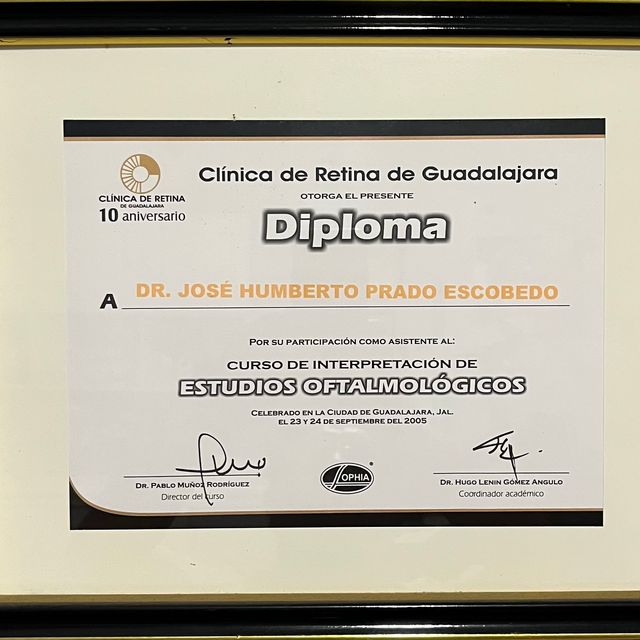 Clínica de Retina de Guadalajara
CLÍNICA DE RETINA
DE GUADALAJARA
10 aniversario
OTORGA EL PRESENTE
Diploma
A DR. JOSÉ HUMBERTO PRADO ESCOBEDO
POR SU PARTICIPACIÓN COMO ASISTENTE AL:
CURSO DE INTERPRETACIÓN DE
ESTUDIOS OFTALMOLÓGICOS
CELEBRADO EN LA CIUDAD DE GUADALAJARA, JAL.
EL 23 Y 24 DE SEPTIEMBRE DEL 2005
DR. PABLO MUÑOZ RODRÍGUEZ
Director del curso
OPHIA
DR. HUGO LENIN GÓMEZ ANGULO
Coordinador académico